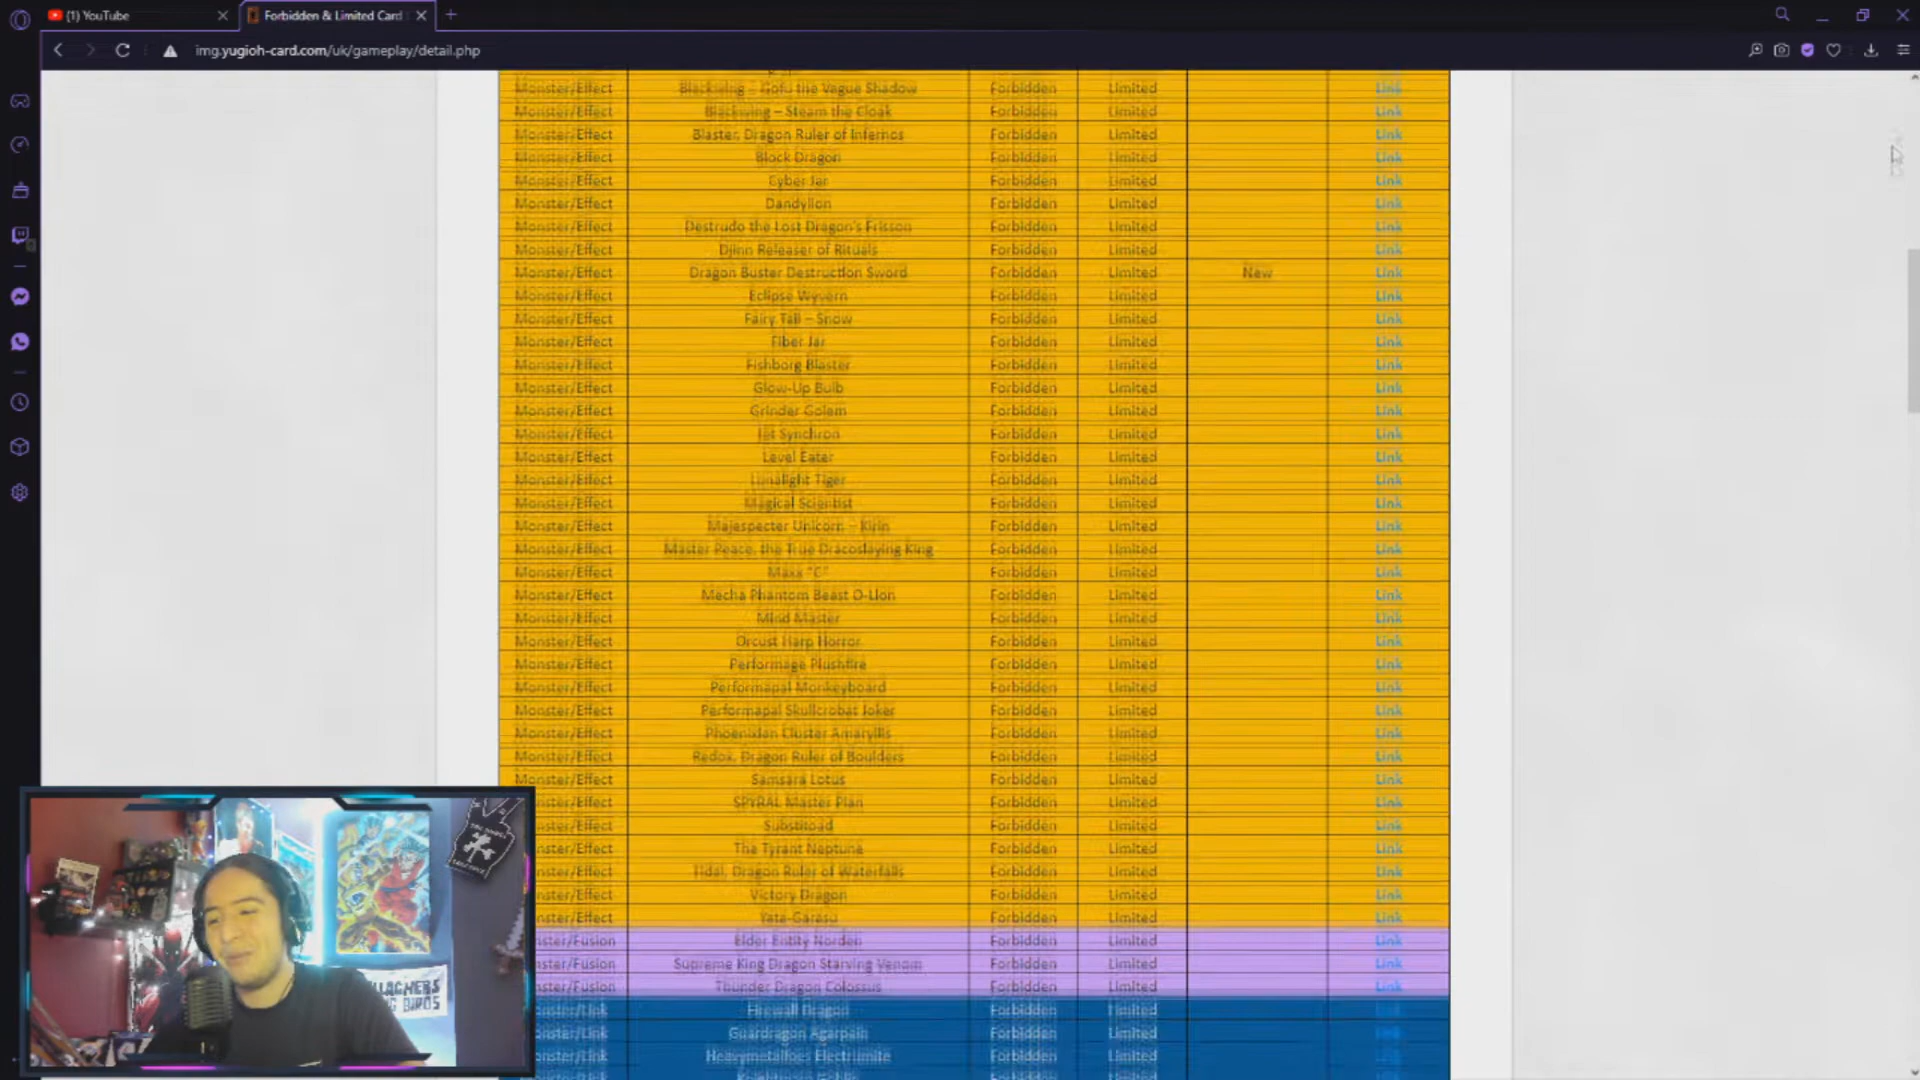 (1) YouTube
Forbidden & Limited Card
img.yugioh-card.com/uk/gameplay/detail.php
Monster/Effect Blackwing – Gofu the Vague Shadow Forbidden Limited Link
Monster/Effect Blackwing – Steam the Cloak Forbidden Limited Link
Monster/Effect Blaster, Dragon Ruler of Infernos Forbidden Limited Link
Monster/Effect Block Dragon Forbidden Limited Link
Monster/Effect Cyber Jar Forbidden Limited Link
Monster/Effect Dandylion Forbidden Limited Link
Monster/Effect Destrudo the Lost Dragon's Frisson Forbidden Limited Link
Monster/Effect Djinn Releaser of Rituals Forbidden Limited Link
Monster/Effect Dragon Buster Destruction Sword Forbidden Limited New Link
Monster/Effect Eclipse Wyvern Forbidden Limited Link
Monster/Effect Fairy Tail – Snow Forbidden Limited Link
Monster/Effect Fiber Jar Forbidden Limited Link
Monster/Effect Fishborg Blaster Forbidden Limited Link
Monster/Effect Glow-Up Bulb Forbidden Limited Link
Monster/Effect Grinder Golem Forbidden Limited Link
Monster/Effect Jet Synchron Forbidden Limited Link
Monster/Effect Level Eater Forbidden Limited Link
Monster/Effect Lunalight Tiger Forbidden Limited Link
Monster/Effect Magical Scientist Forbidden Limited Link
Monster/Effect Majespecter Unicorn – Kirin Forbidden Limited Link
Monster/Effect Master Peace, the True Dracoslaying King Forbidden Limited Link
Monster/Effect Maxx "C" Forbidden Limited Link
Monster/Effect Mecha Phantom Beast O-Lion Forbidden Limited Link
Monster/Effect Mind Master Forbidden Limited Link
Monster/Effect Orcust Harp Horror Forbidden Limited Link
Monster/Effect Performage Plushfire Forbidden Limited Link
Monster/Effect Performapal Monkeyboard Forbidden Limited Link
Monster/Effect Performapal Skullcrobat Joker Forbidden Limited Link
Monster/Effect Phoenixian Cluster Amaryllis Forbidden Limited Link
Monster/Effect Redox, Dragon Ruler of Boulders Forbidden Limited Link
Monster/Effect Samsara Lotus Forbidden Limited Link
nster/Effect SPYRAL Master Plan Forbidden Limited Link
nster/Effect Substitoad Forbidden Limited Link
nster/Effect The Tyrant Neptune Forbidden Limited Link
nster/Effect Tidal, Dragon Ruler of Waterfalls Forbidden Limited Link
nster/Effect Victory Dragon Forbidden Limited Link
nster/Effect Yata-Garasu Forbidden Limited Link
nster/Fusion Elder Entity Norden Forbidden Limited Link
nster/Fusion Supreme King Dragon Starving Venom Forbidden Limited Link
nster/Fusion Thunder Dragon Colossus Forbidden Limited Link
nster/Link Firewall Dragon Forbidden Limited
nster/Link Guardragon Agarpain Forbidden Limited
nster/Link Heavymetalfoes Electrumite Forbidden Limited